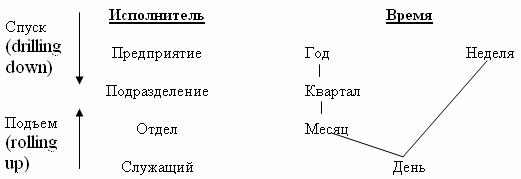 Исполнитель
Время
Спуск
(drilling
down)
Предприятие
Год
Неделя
Подразделение
Квартал
Подъем
(rolling
up)
Отдел
Месяц
Служащий
День